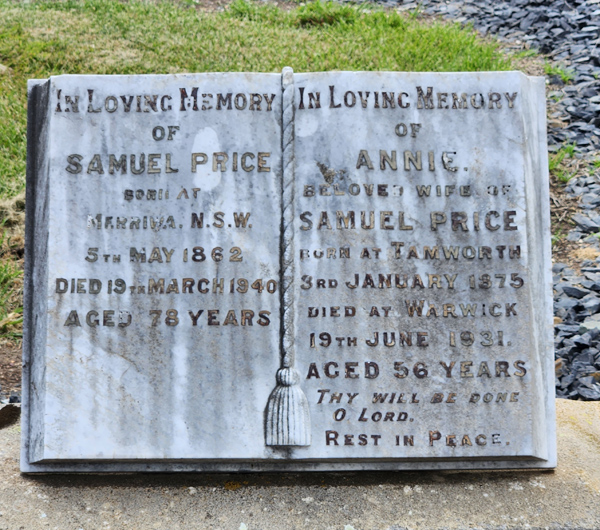 In Loving Memory
of
Samuel Price
born at
Merriwa. N.S.W.
5th May 1862
Died 19th March 1940
Aged 78 years
In Loving Memory
of
Annie.
Beloved wife of
Samuel Price
Born at Tamworth
3rd January 1875
Died at Warwick
19th June 1931.
Aged 56 years
Thy will be done
O Lord.
Rest in Peace.